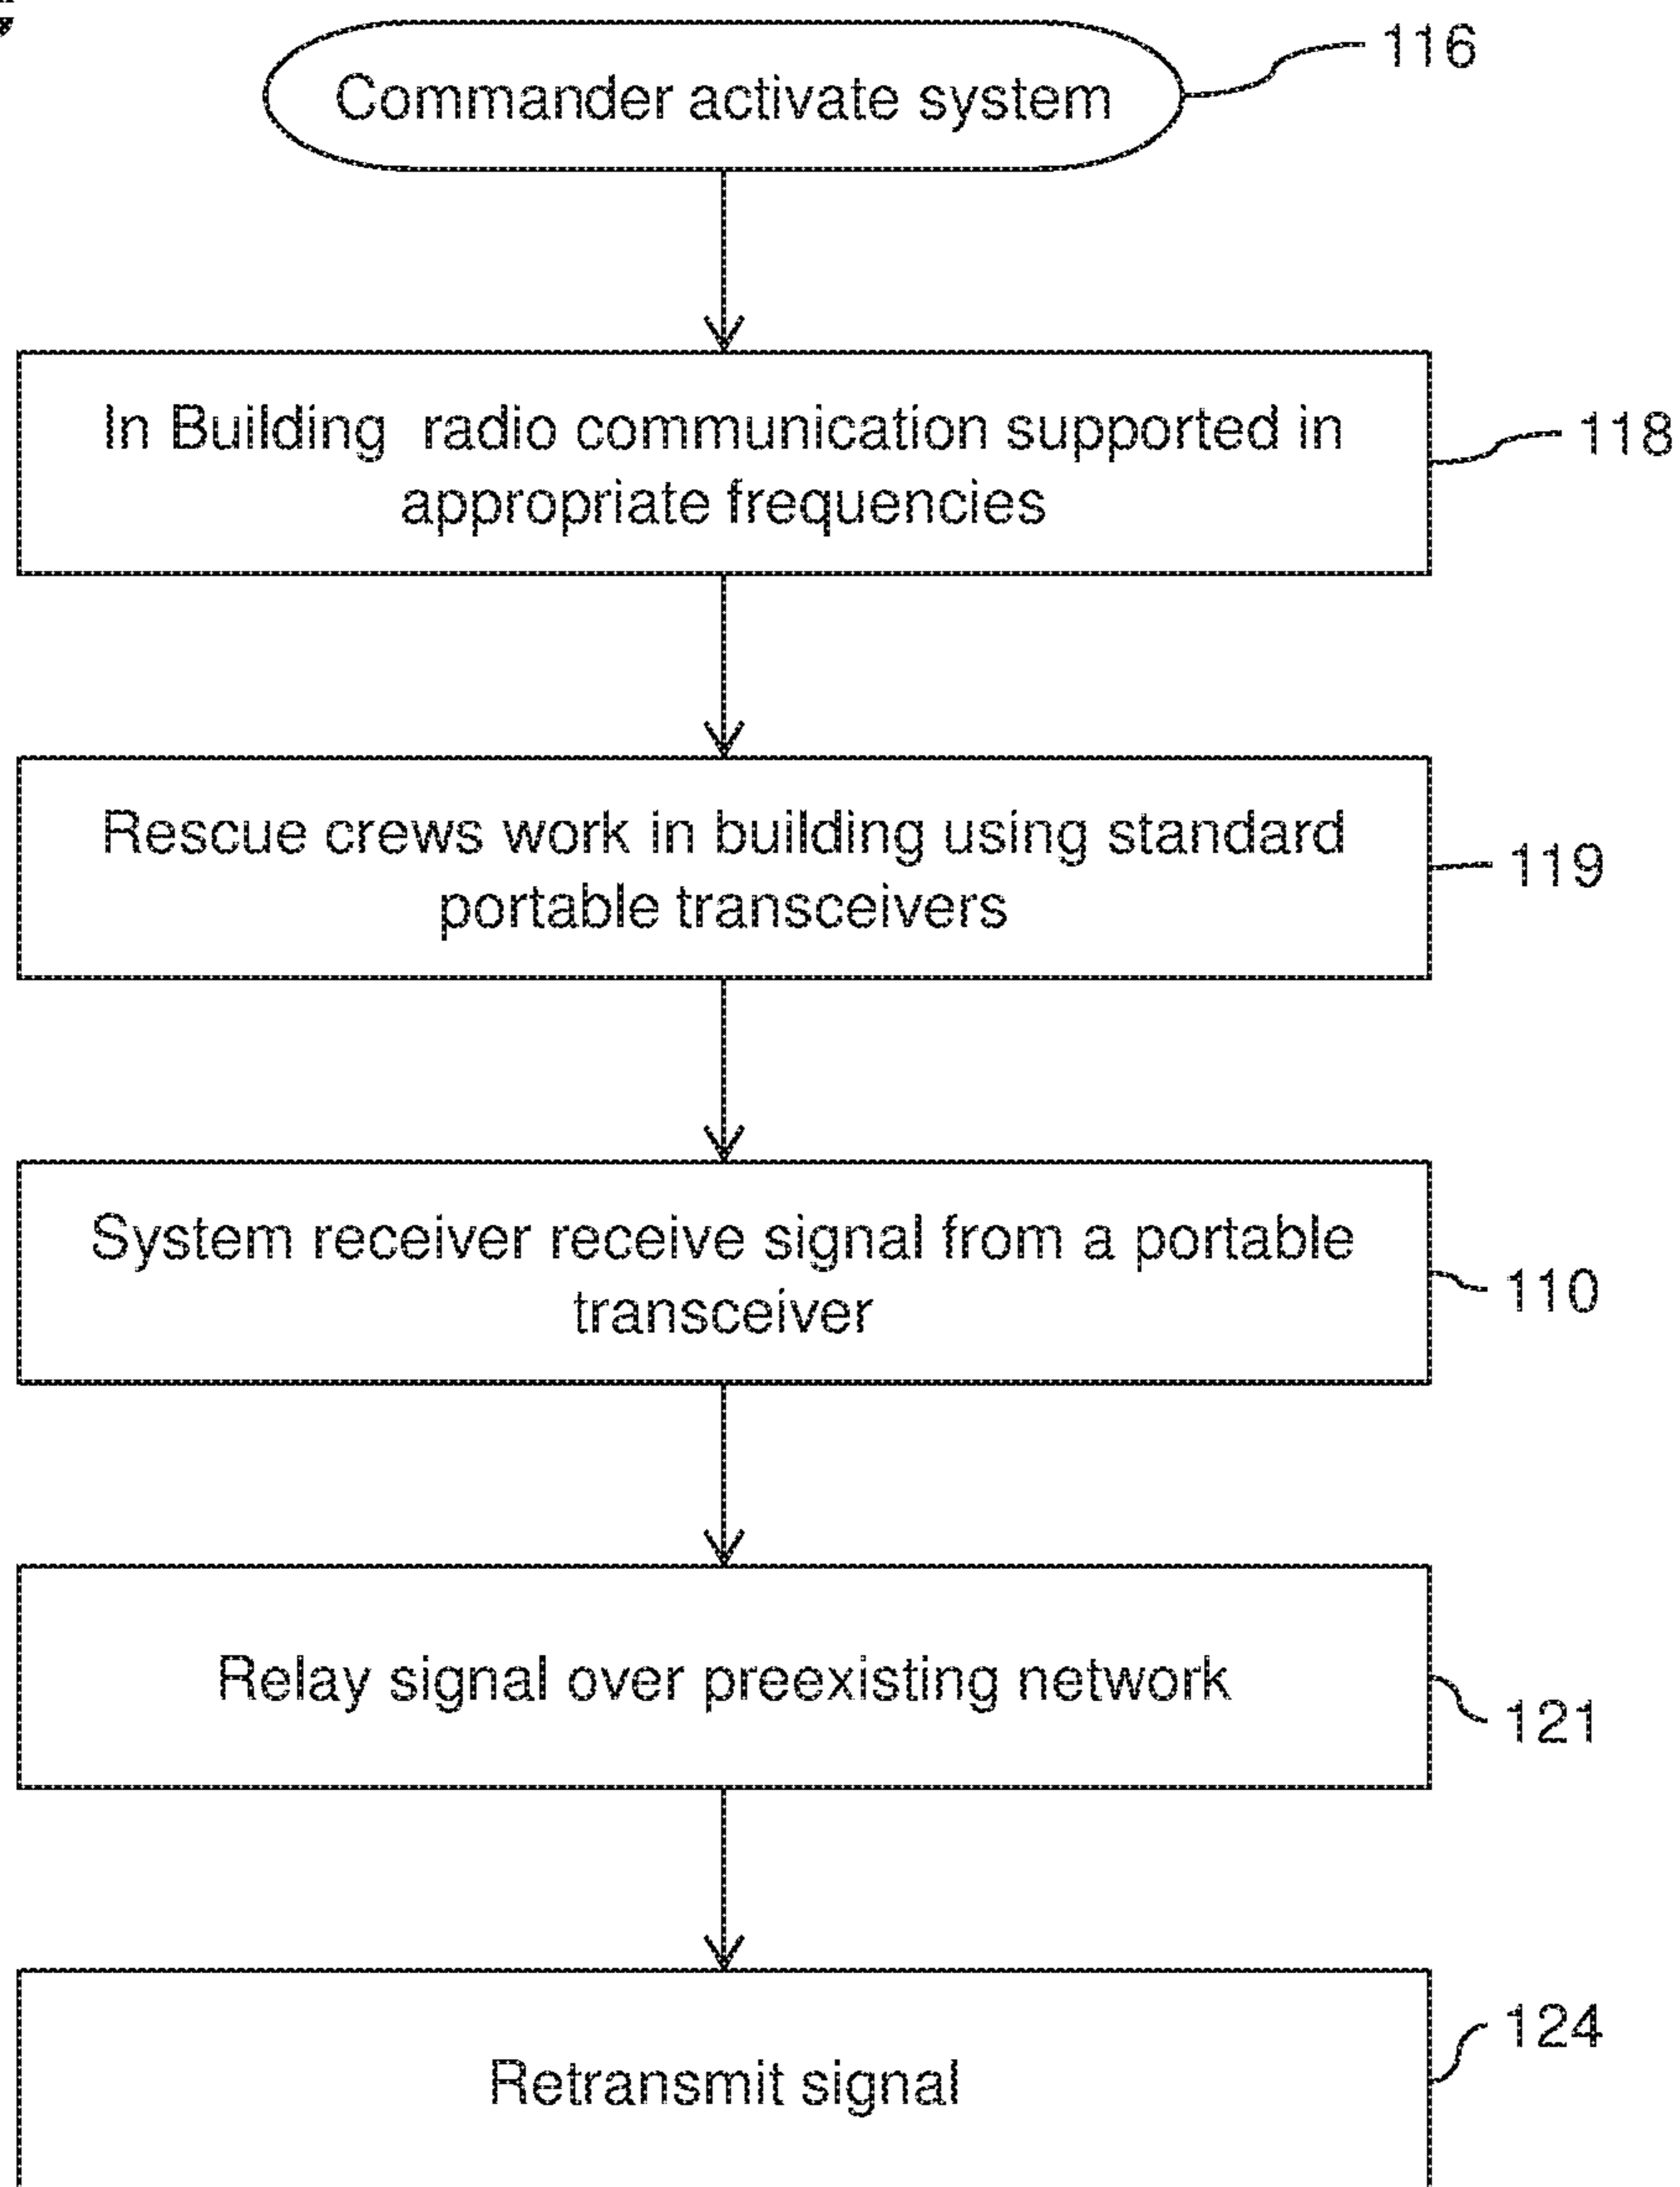 Commander activate system
116
In Building radio communication supported in
appropriate frequencies
118
Rescue crews work in building using standard
portable transceivers
119
System receiver receive signal from a portable
transceiver
110
Relay signal over preexisting network
121
Retransmit signal
124